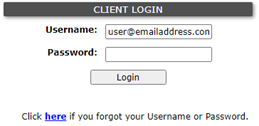 CLIENT LOGIN
Username: user@emailaddress.con
Password:
Login
Click here if you forgot your Username or Password.